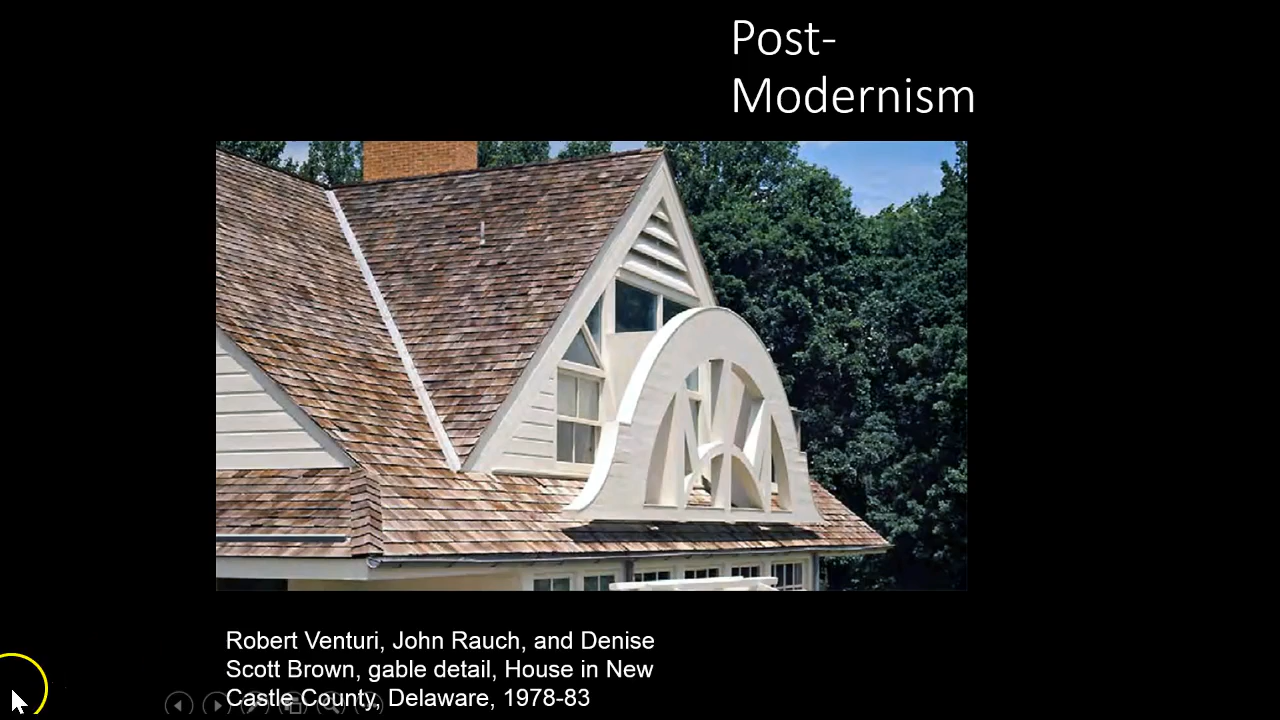 Post-
Modernism
Robert Venturi, John Rauch, and Denise
Scott Brown, gable detail, House in New
Castle County, Delaware, 1978-83